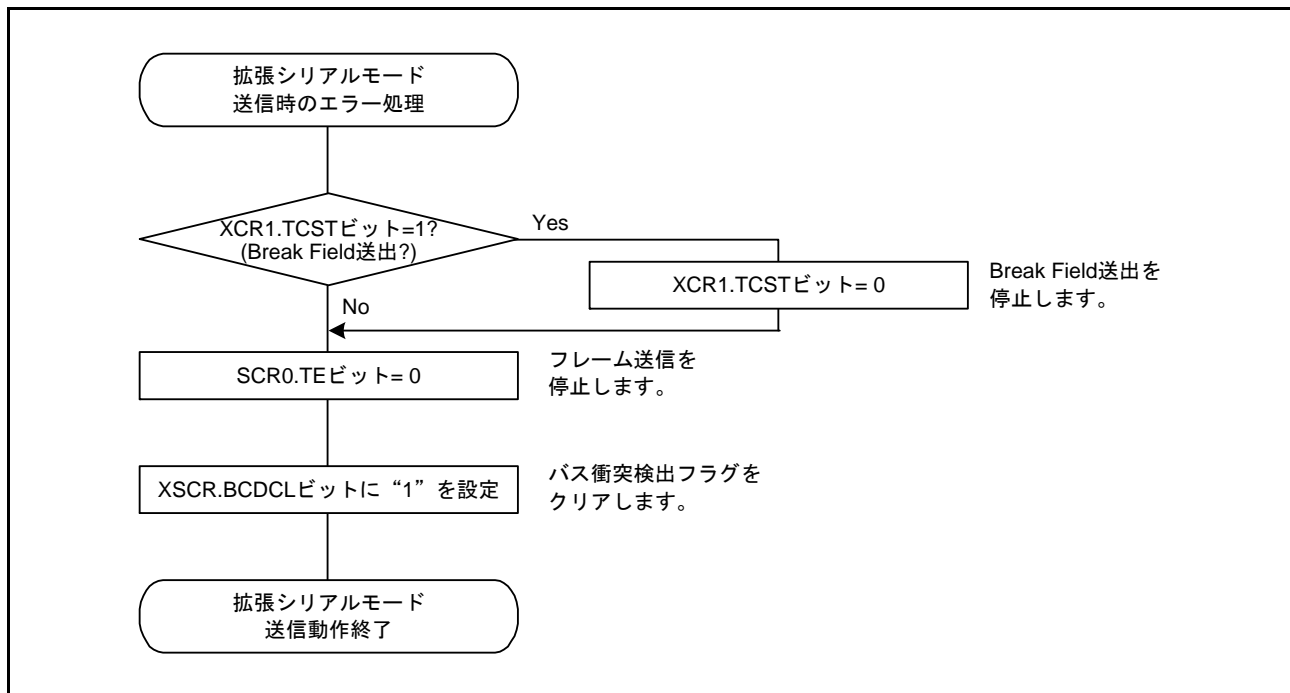 拡張シリアルモード
送信時のエラー処理
XCR1.TCSTビット=1?
(Break Field送出?)
Yes
XCR1.TCSTビット= 0
Break Field送出を
停止します。
No
SCR0.TEビット= 0
フレーム送信を
停止します。
XSCR.BCDCLビットに“1”を設定
バス衝突検出フラグを
クリアします。
拡張シリアルモード
送信動作終了